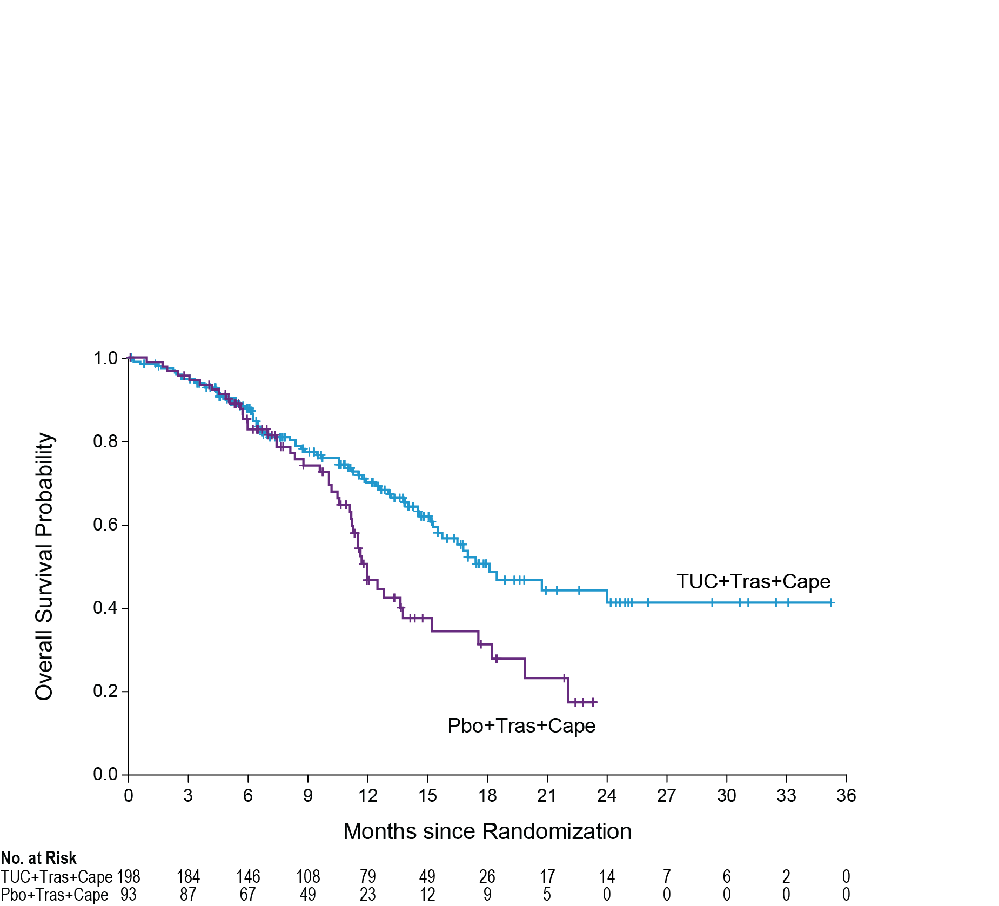 1.0
0.8
0.6
0.4
0.2
0.0
Overall Survival Probability
TUC+Tras+Cape
Pbo+Tras+Cape
0 3 6 9 12 15 18 21 24 27 30 33 36
Months since Randomization
No. at Risk
TUC+Tras+Cape 198 184 146 108 79 49 26 17 14 7 6 2 0
Pbo+Tras+Cape 93 87 67 49 23 12 9 5 0 0 0 0 0